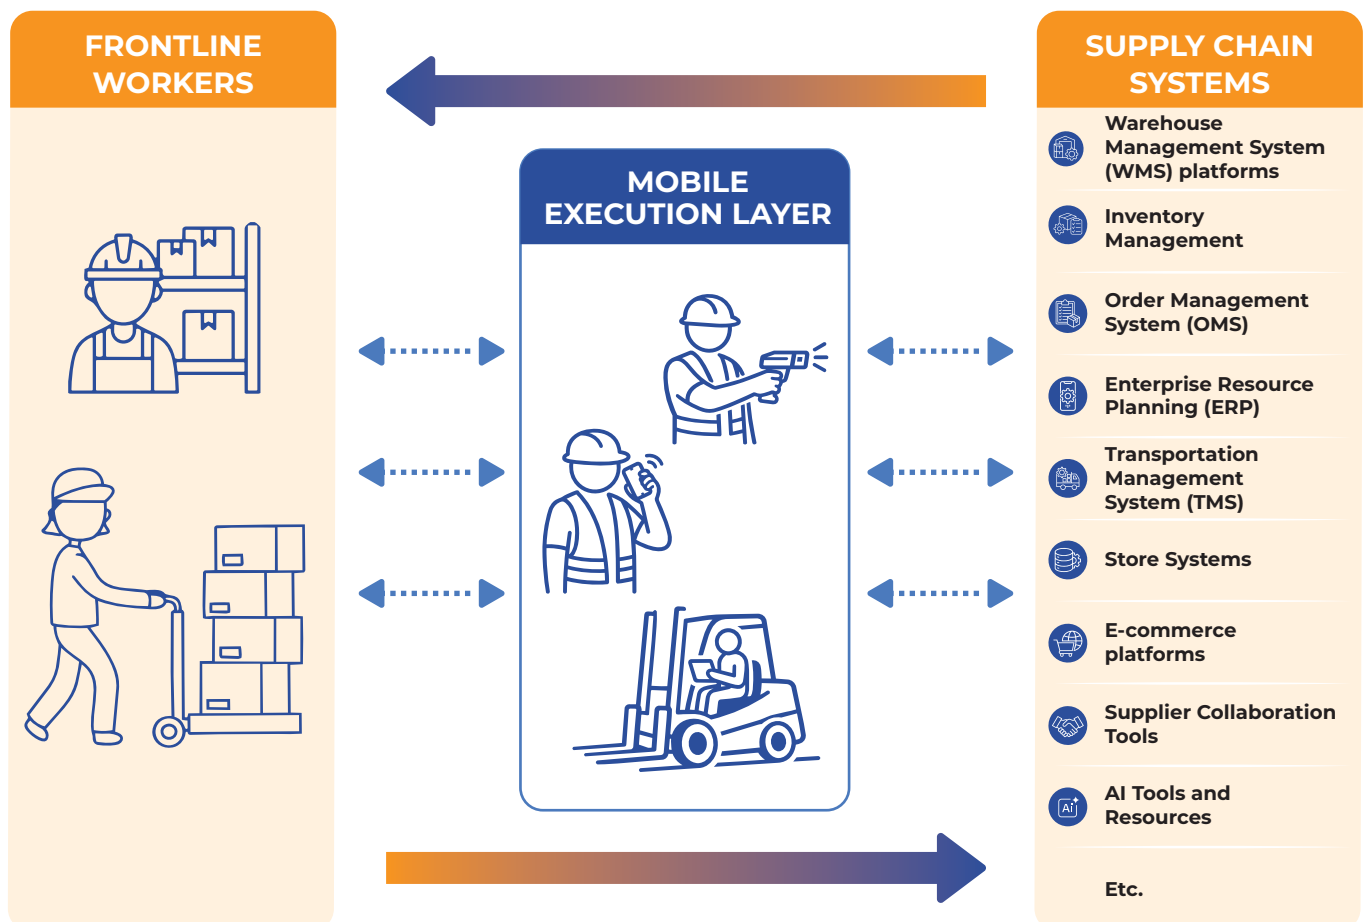 FRONTLINE
WORKERS
MOBILE
EXECUTION LAYER
SUPPLY CHAIN
SYSTEMS
Warehouse
Management System
(WMS) platforms
Inventory
Management
Order Management
System (OMS)
Enterprise Resource
Planning (ERP)
Transportation
Management
System (TMS)
Store Systems
E-commerce
platforms
Supplier Collaboration
Tools
Ai
AI Tools and
Resources
Etc.